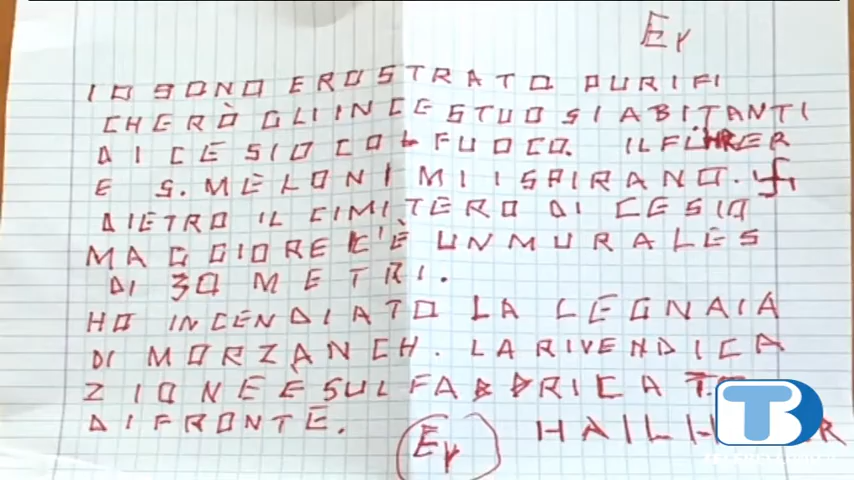 Er
IO SONO EROSTRATO PURIFI
CHERÒ GLI INCESTUOSI ABITANTI
DI CESIO COL FUOCO. IL FÜHRER
E S. MELONI MI ISPIRANO.
DIETRO IL CIMITERO DI CESIO
MAGGIORE C'È UN MURALES
DI 30 METRI.
HO INCENDIATO LA LEGNAIA
DI MORZANCH. LA RIVENDICA
ZIONE E SUL FABBRICATO
DI FRONTE.
Er HAIL